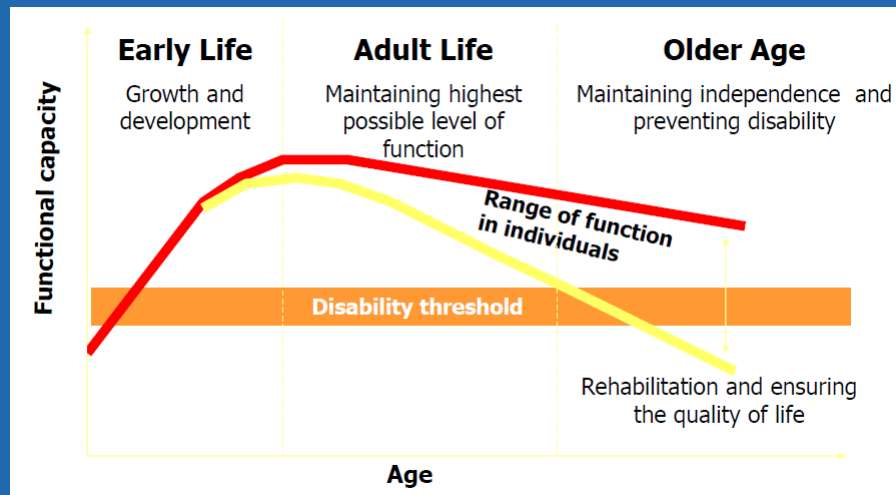 Early Life
Growth and
development
Adult Life
Maintaining highest
possible level of
function
Older Age
Maintaining independence and
preventing disability
Functional capacity
Range of function
in individuals
Disability threshold
Rehabilitation and ensuring
the quality of life
Age